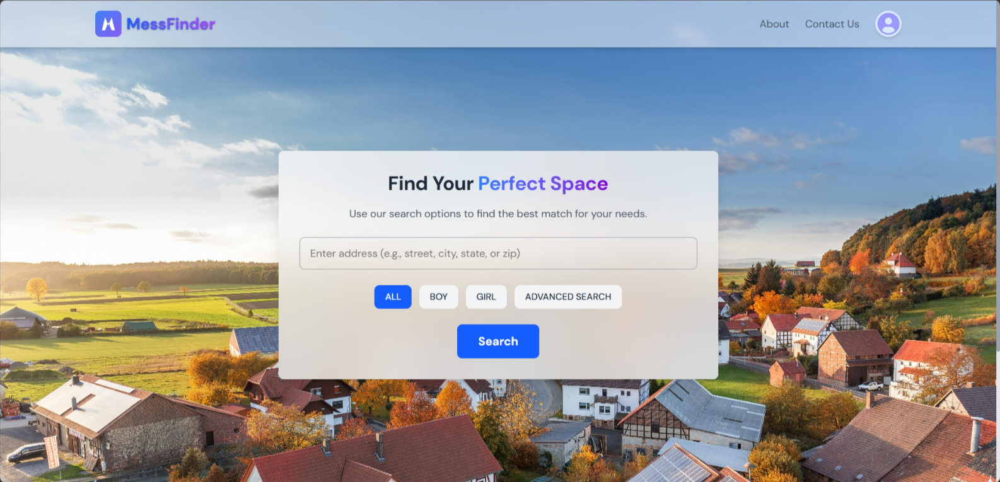 MessFinder
About
Contact Us
Find Your Perfect Space
Use our search options to find the best match for your needs.
Enter address (e.g., street, city, state, or zip)
ALL
BOY
GIRL
ADVANCED SEARCH
Search